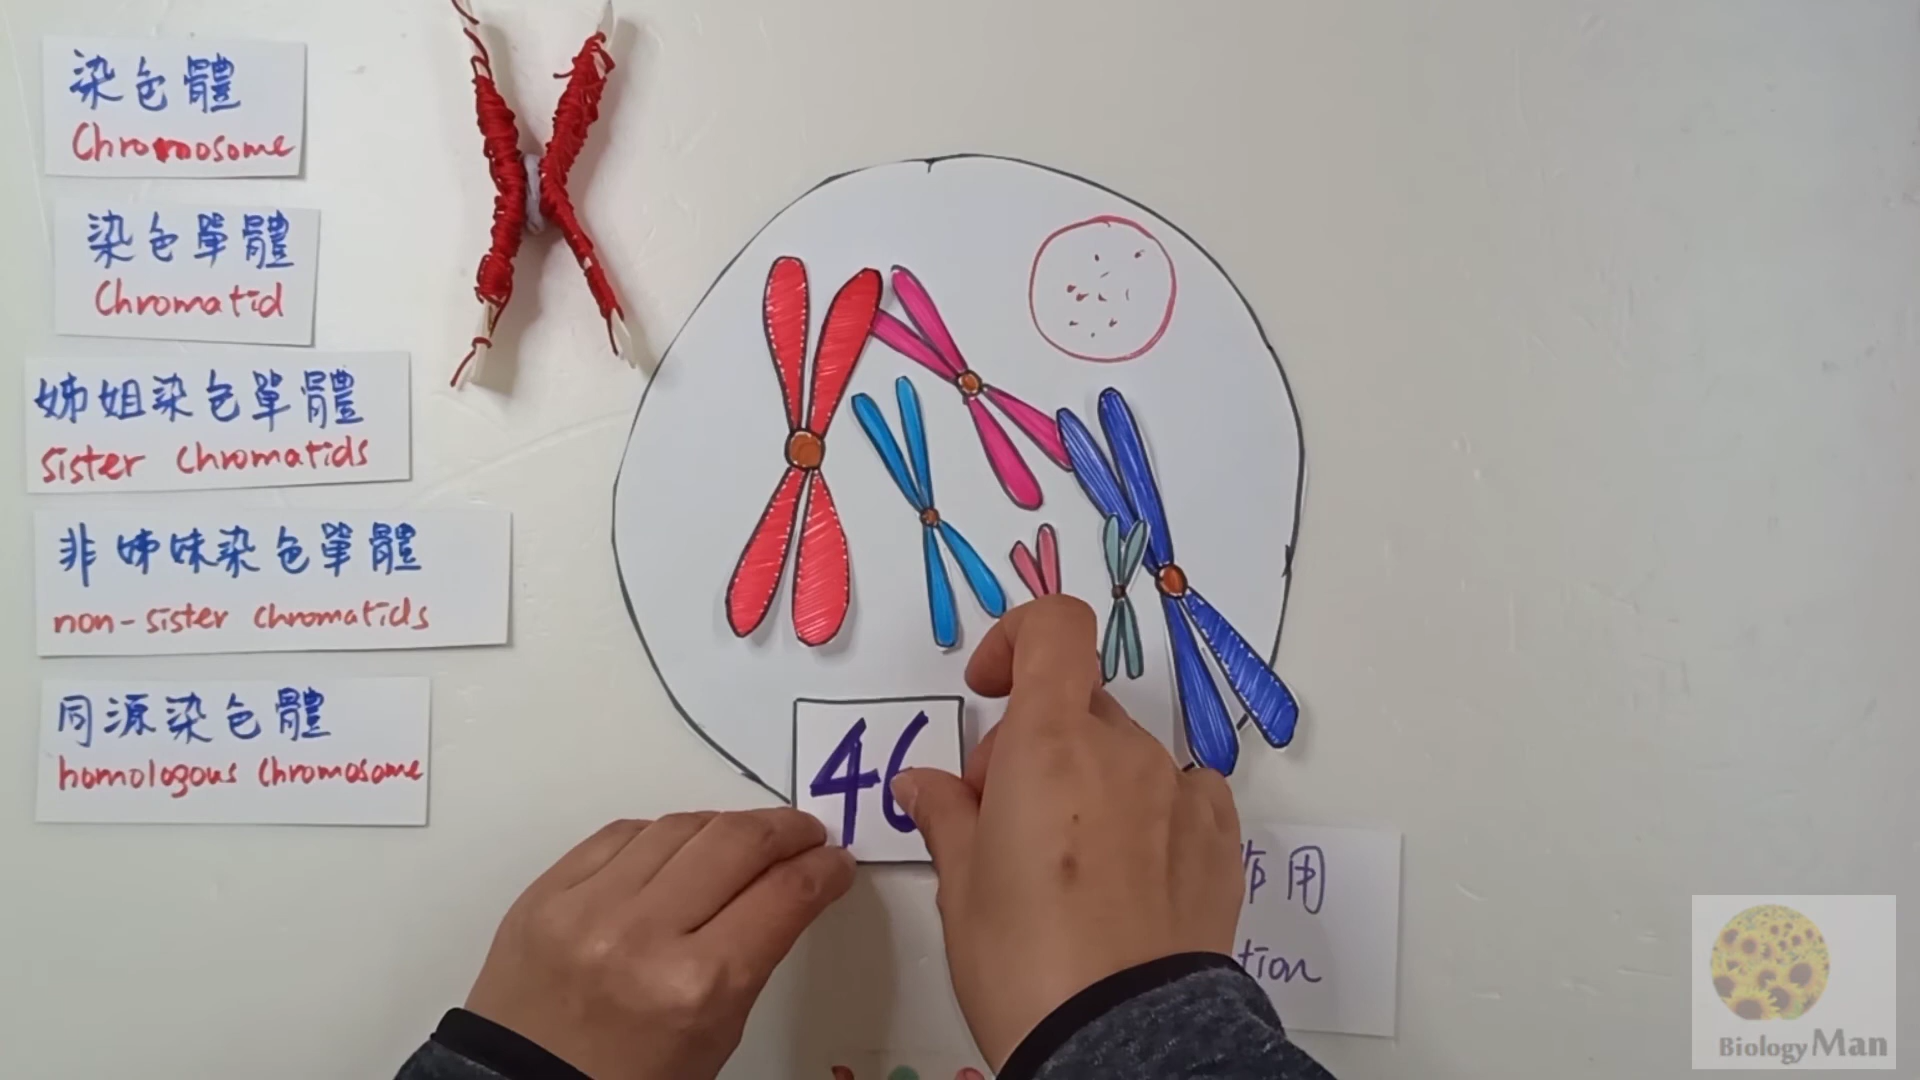 染色體
Chromosome
染色單體
Chromatid
姊姐染色單體
sister chromatids
非姊妹染色單體
non-sister chromatids
同源染色體
homologous chromosome
46
作用
tion
Biology Man